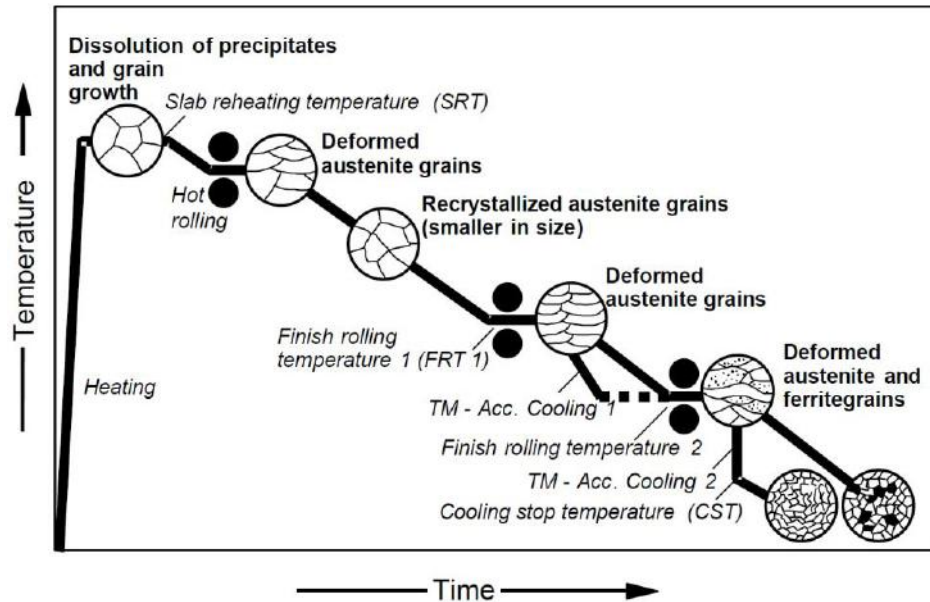 Dissolution of precipitates
and grain
growth
Slab reheating temperature (SRT)
Deformed
austenite grains
Hot
rolling
Recrystallized austenite grains
(smaller in size)
Deformed
austenite grains
Finish rolling
temperature 1 (FRT 1)
Heating
Deformed
austenite and
ferritegrains
TM - Acc. Cooling 1
Finish rolling temperature 2
TM - Acc. Cooling 2
Cooling stop temperature (CST)
Temperature
Time